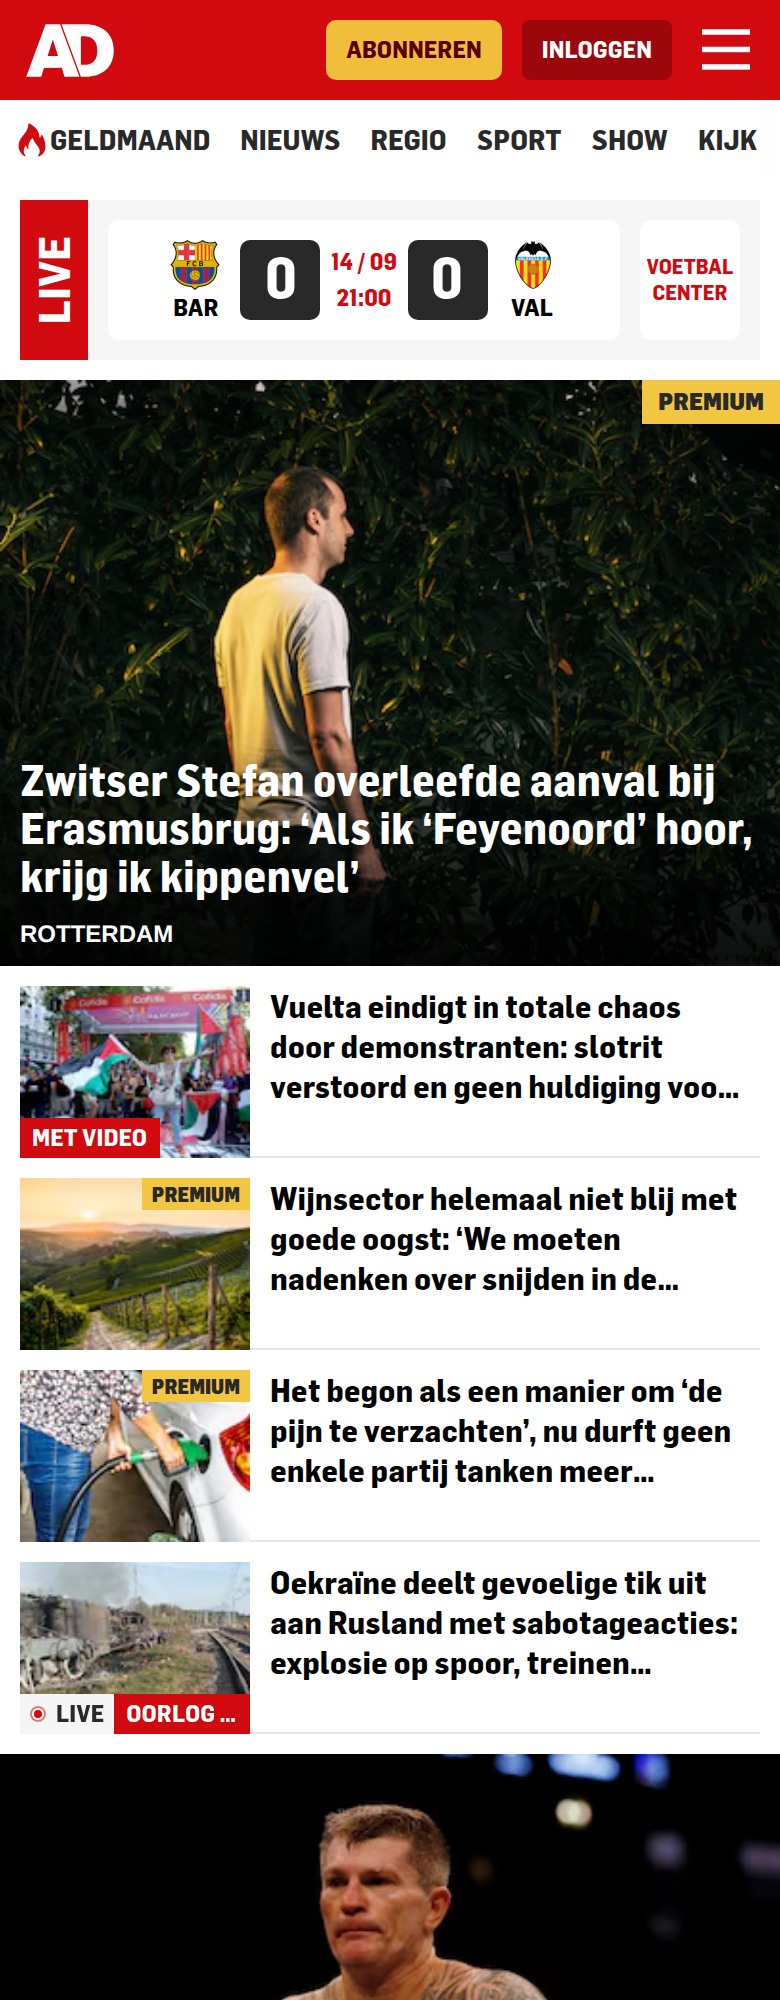 AD
ABONNEREN
INLOGGEN
GELDMAAND NIEUWS REGIO SPORT SHOW KIJK
LIVE
BAR
0
14 / 09
21:00
0
VAL
VOETBAL
CENTER
PREMIUM
Zwitser Stefan overleefde aanval bij
Erasmusbrug: ‘Als ik ‘Feyenoord’ hoor,
krijg ik kippenvel’
ROTTERDAM
Cofidis Cofidis Cofidis
MET VIDEO
Vuelta eindigt in totale chaos
door demonstranten: slotrit
verstoord en geen huldiging voo...
PREMIUM
Wijnsector helemaal niet blij met
goede oogst: ‘We moeten
nadenken over snijden in de...
PREMIUM
Het begon als een manier om ‘de
pijn te verzachten’, nu durft geen
enkele partij tanken meer...
LIVE
OORLOG ...
Oekraïne deelt gevoelige tik uit
aan Rusland met sabotageacties:
explosie op spoor, treinen...